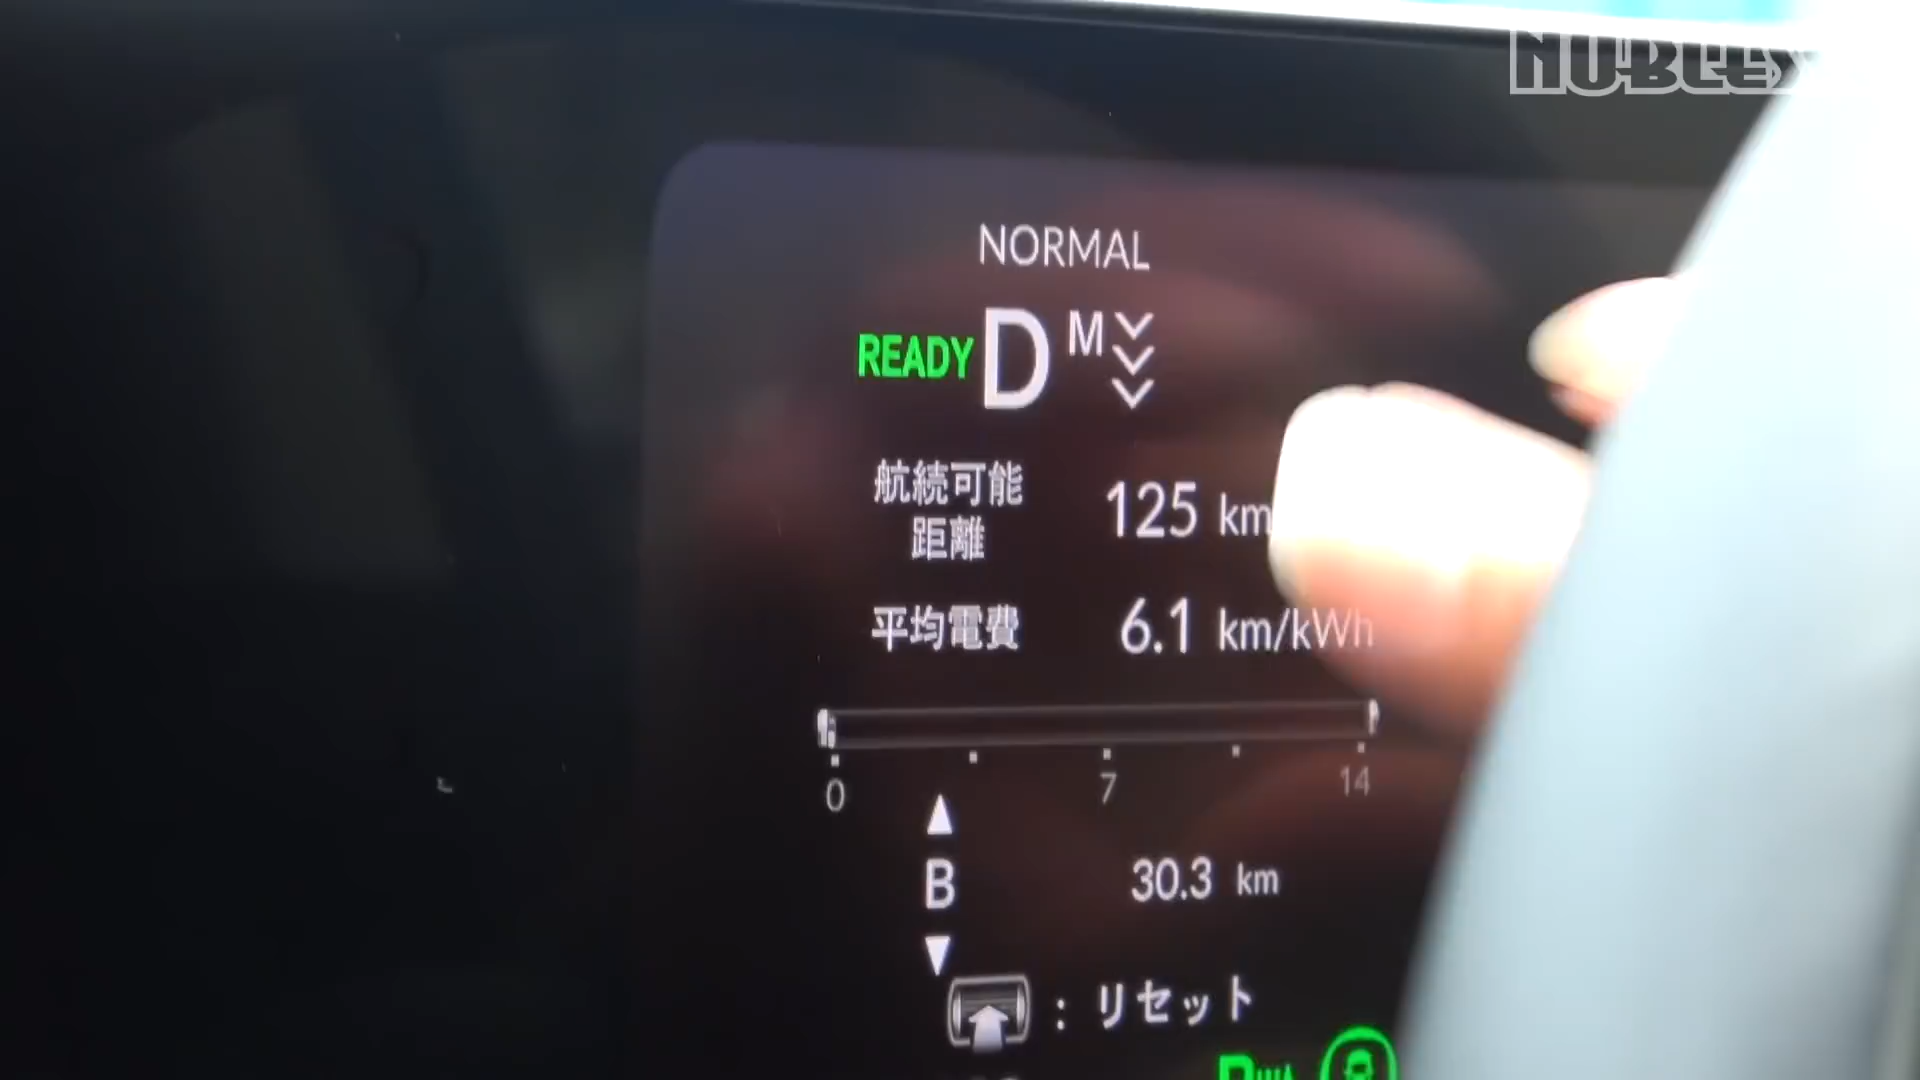 NUBLES
NORMAL
READY D M
航続可能
距離
125 km
平均電費 6.1 km/kWh
0 7 14
B 30.3 km
: リセット